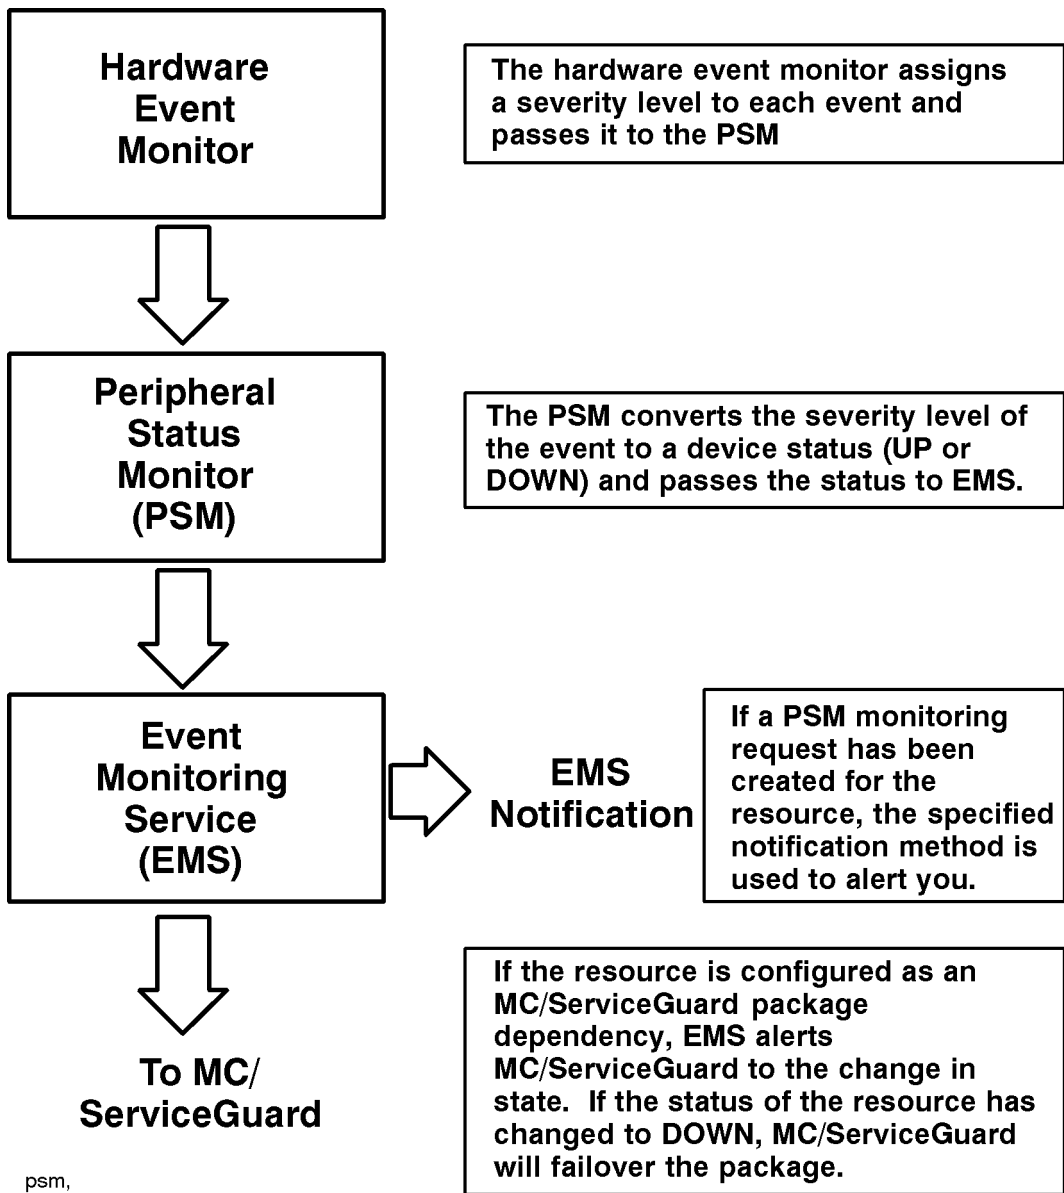 Hardware
Event
Monitor
The hardware event monitor assigns
a severity level to each event and
passes it to the PSM
Peripheral
Status
Monitor
(PSM)
The PSM converts the severity level of
the event to a device status (UP or
DOWN) and passes the status to EMS.
Event
Monitoring
Service
(EMS)
EMS
Notification
If a PSM monitoring
request has been
created for the
resource, the specified
notification method is
used to alert you.
To MC/
ServiceGuard
If the resource is configured as an
MC/ServiceGuard package
dependency, EMS alerts
MC/ServiceGuard to the change in
state.  If the status of the resource has
changed to DOWN, MC/ServiceGuard
will failover the package.
psm,